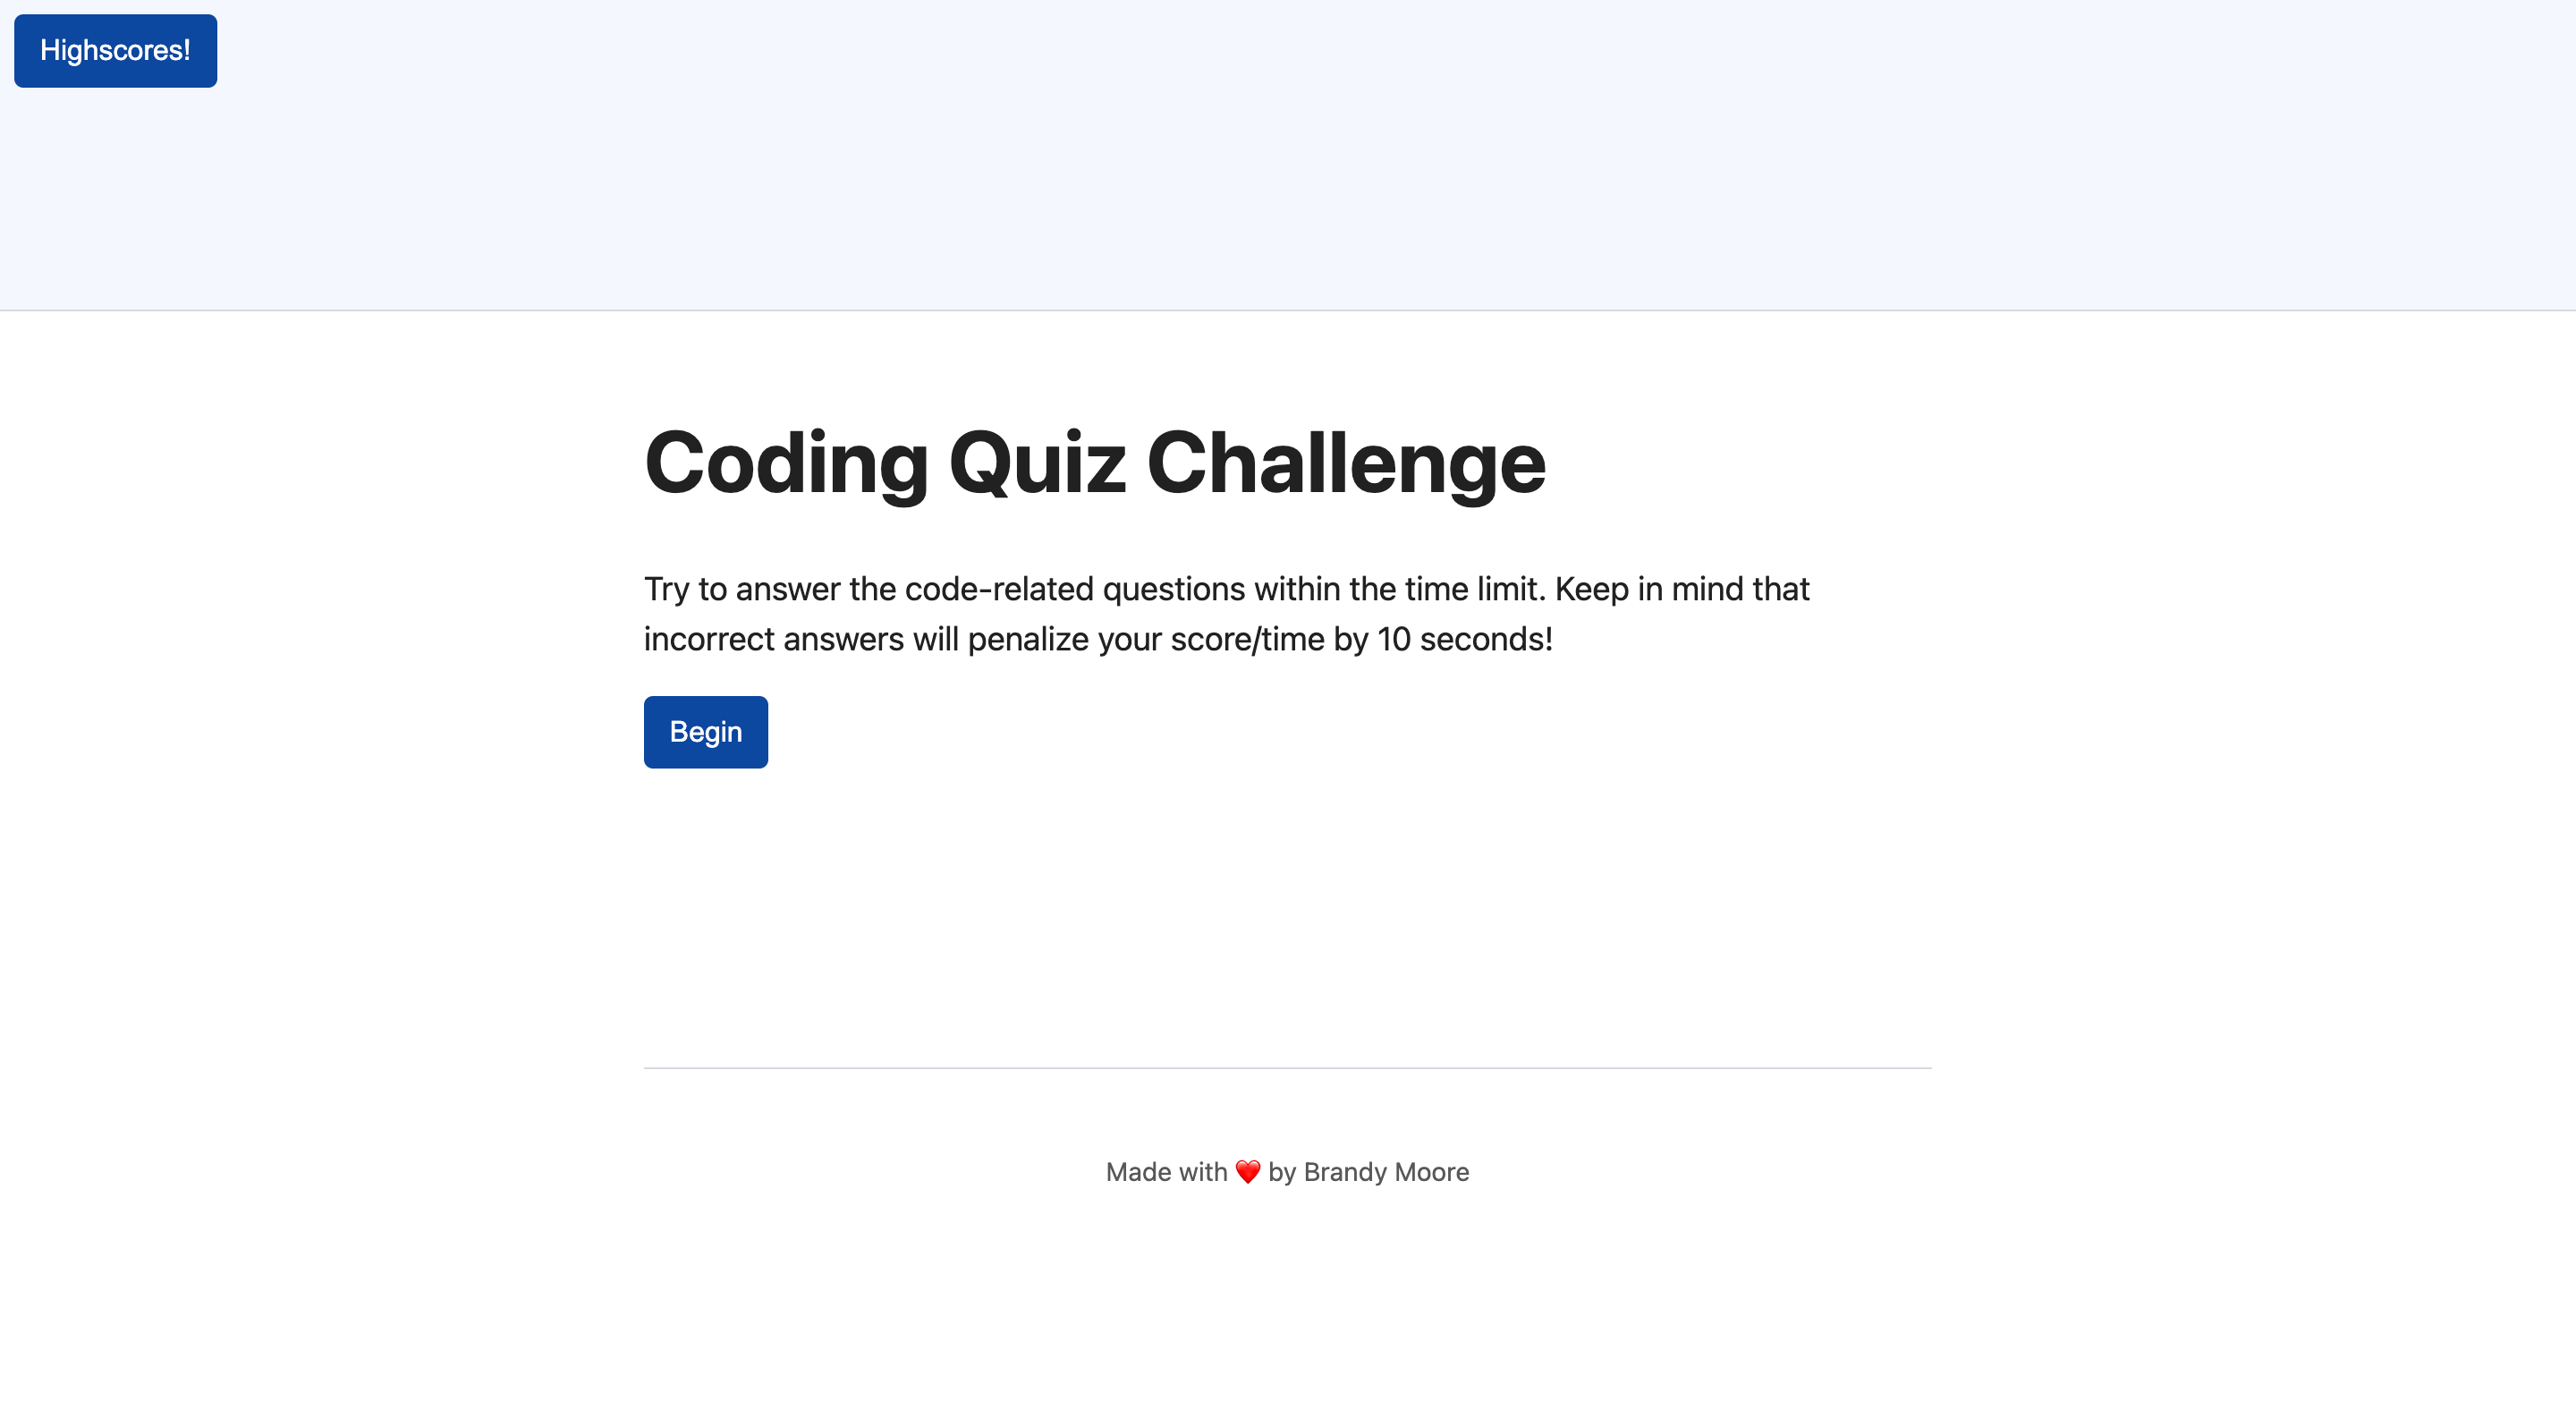 Highscores!
Coding Quiz Challenge
Try to answer the code-related questions within the time limit. Keep in mind that
incorrect answers will penalize your score/time by 10 seconds!
Begin
Made with ❤️ by Brandy Moore